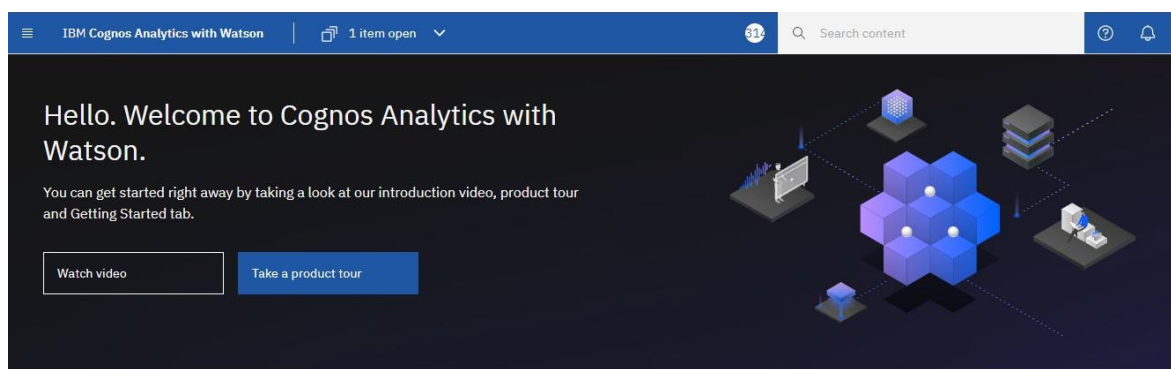 IBM Cognos Analytics with Watson
1 item open
314
Search content
Hello. Welcome to Cognos Analytics with
Watson.
You can get started right away by taking a look at our introduction video, product tour
and Getting Started tab.
Watch video
Take a product tour